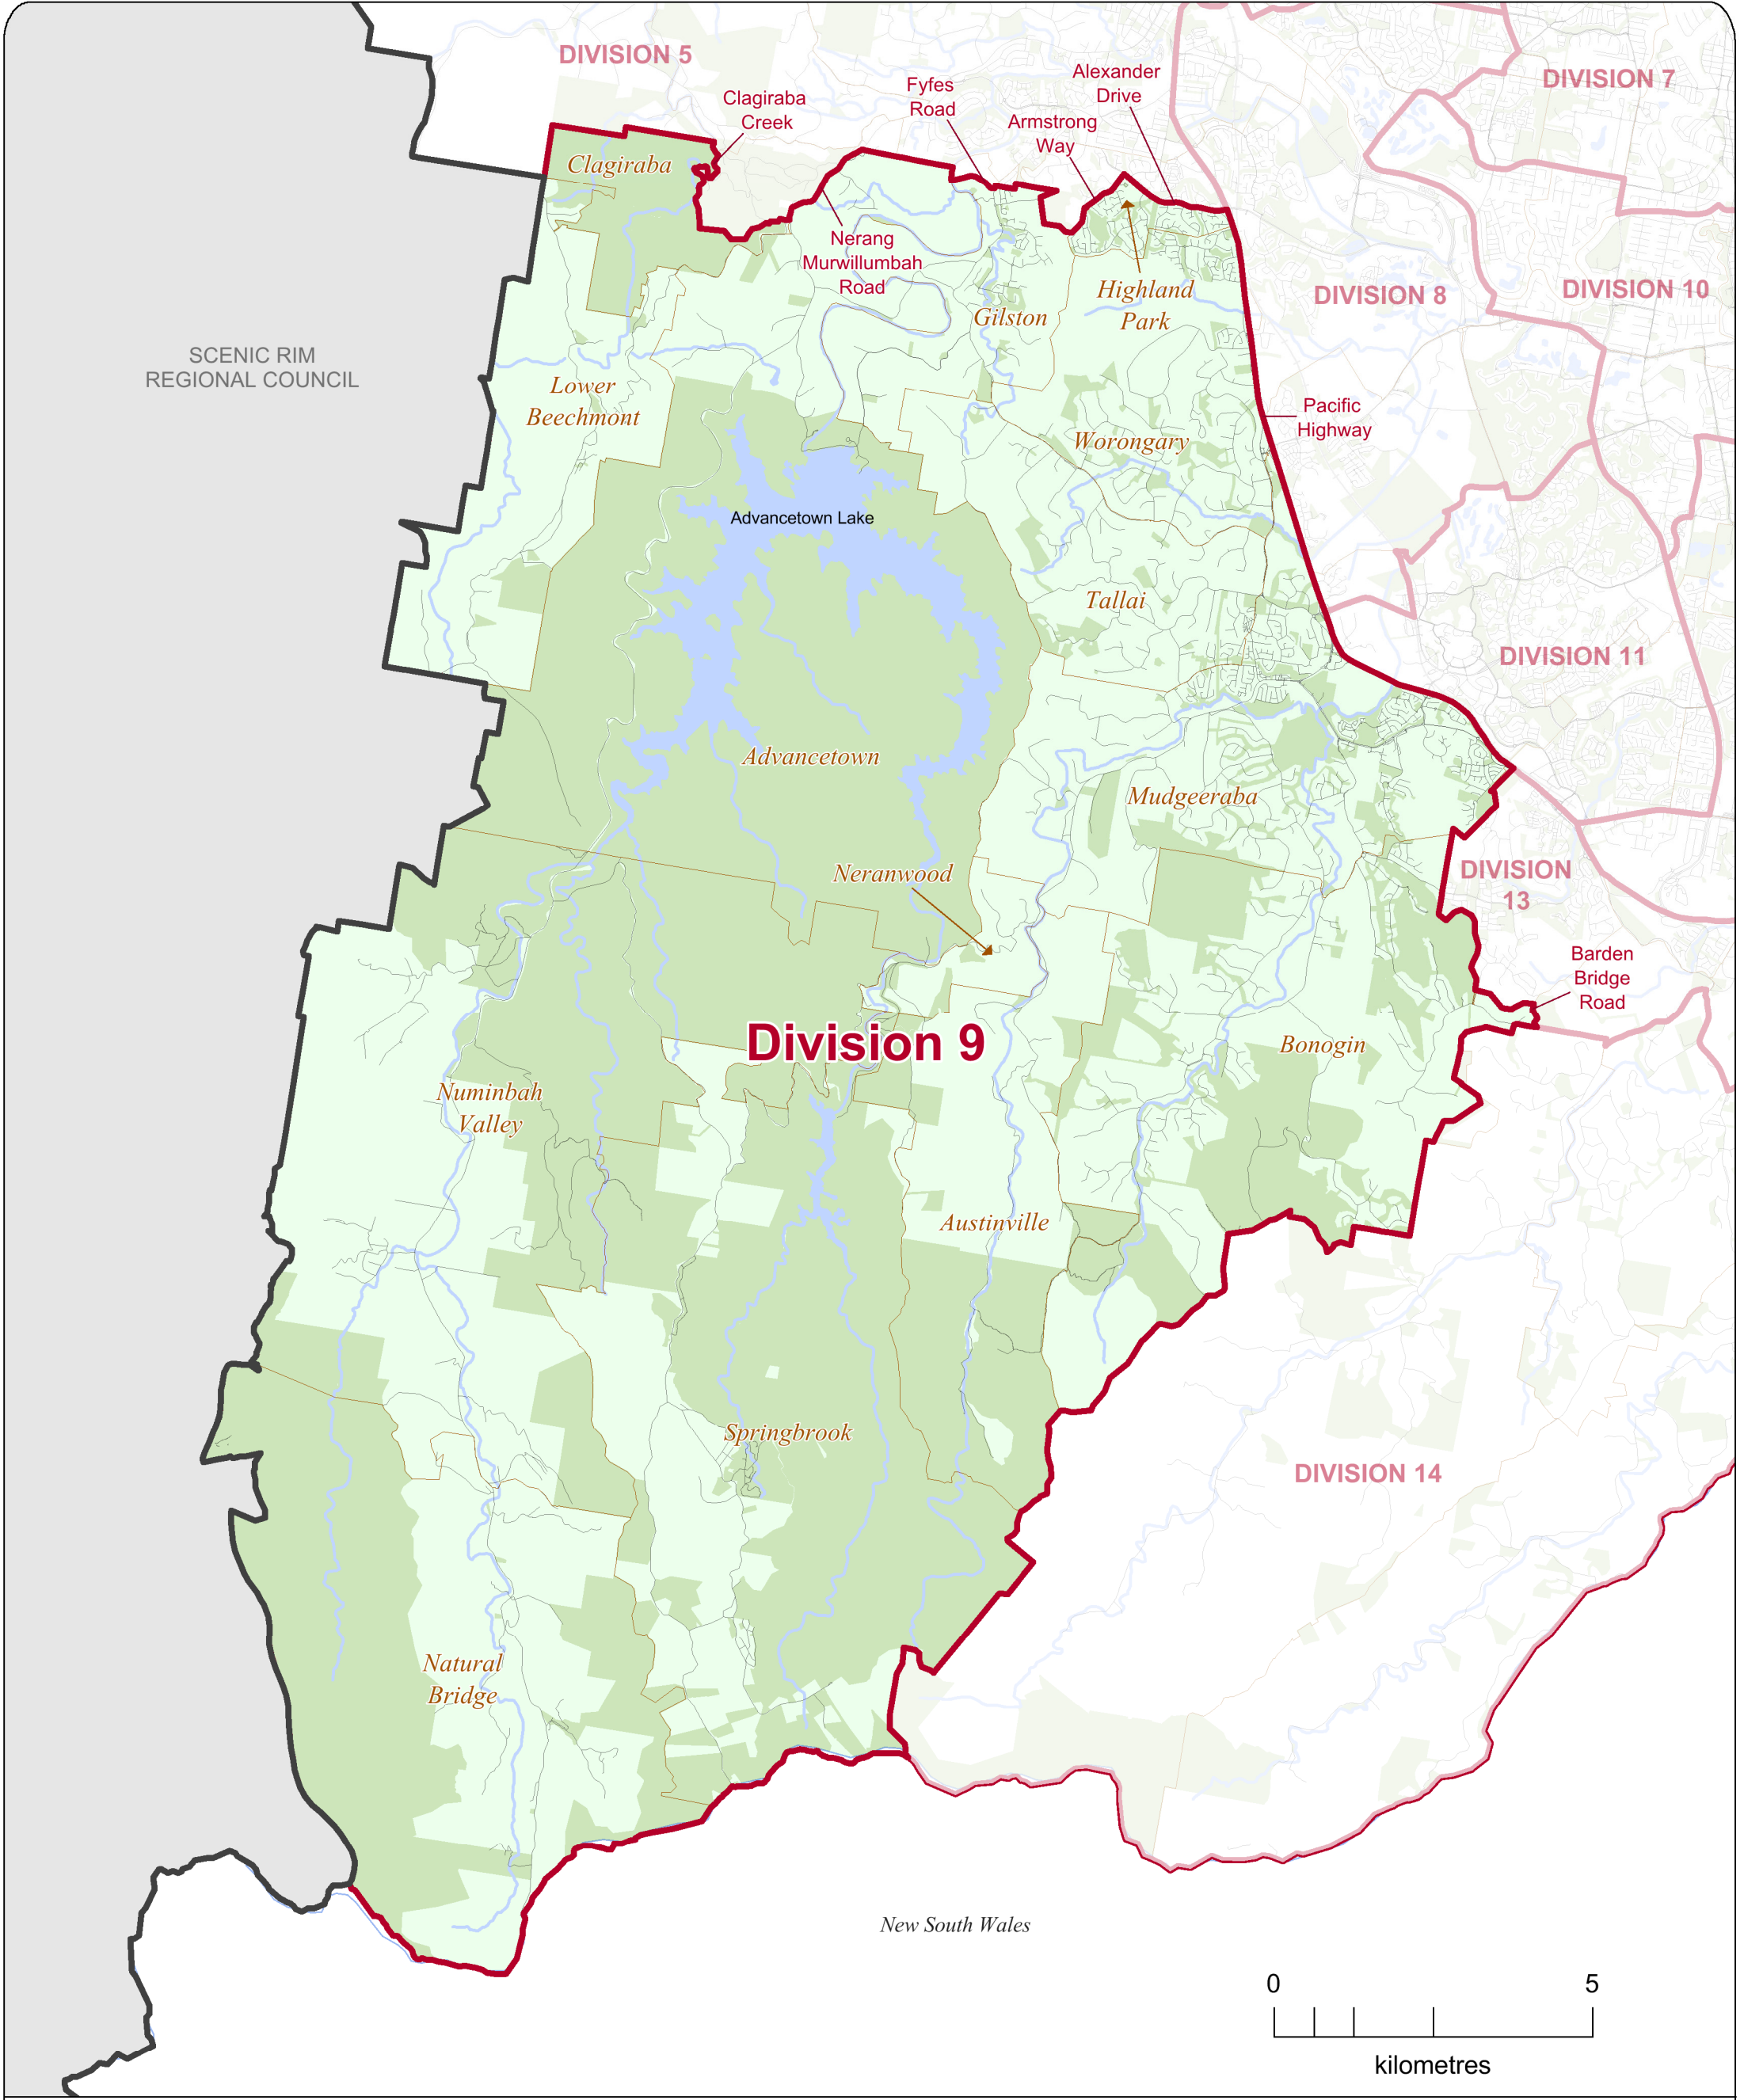 DIVISION 5
Alexander
Drive
DIVISION 7
Clagiraba
Creek
Fyfes
Road
Armstrong
Way
Clagiraba
Nerang
Murwillumbah
Road
Highland
Park
DIVISION 8
DIVISION 10
Gilston
SCENIC RIM
REGIONAL COUNCIL
Lower
Beechmont
Pacific
Highway
Worongary
Advancetown Lake
Tallai
DIVISION 11
Advancetown
Mudgeeraba
Neranwood
DIVISION
13
Barden
Bridge
Road
Division 9
Bonogin
Numinbah
Valley
Austinville
Springbrook
DIVISION 14
Natural
Bridge
New South Wales
0 5
kilometres